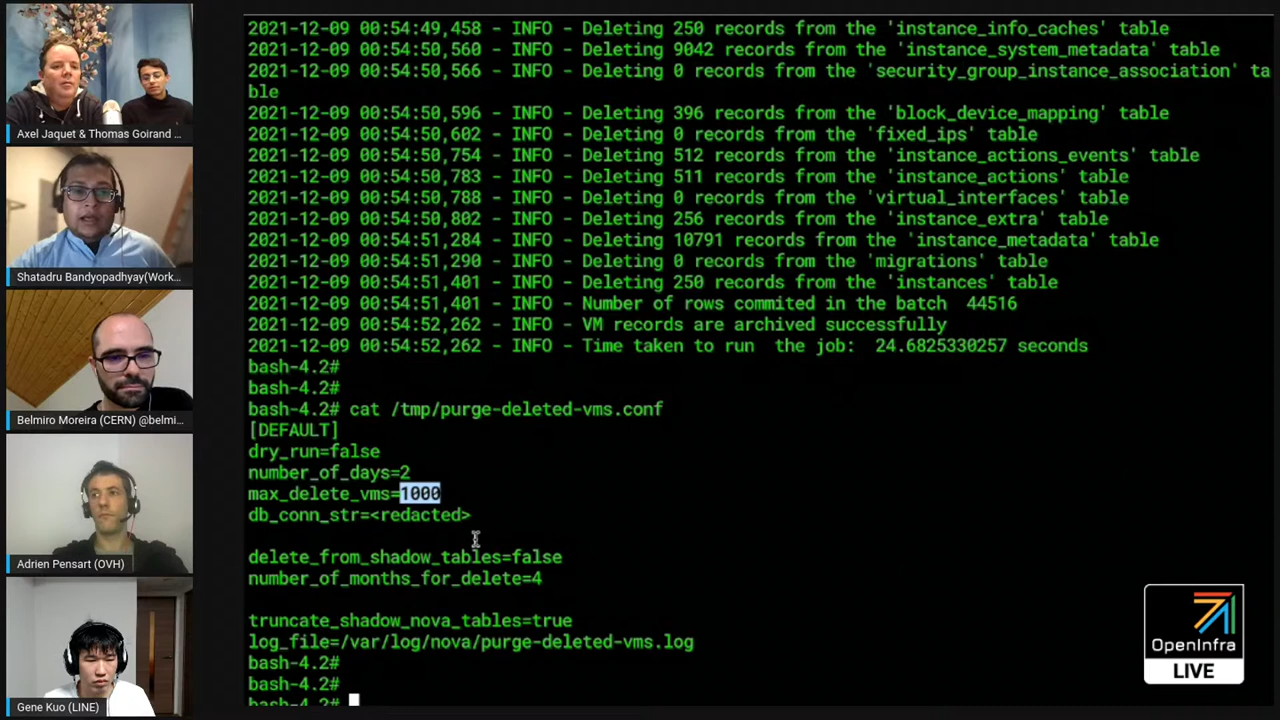 Axel Jaquet & Thomas Goirand ...
Shatadru Bandyopadhyay(Work...
Belmiro Moreira (CERN) @belmi...
Adrien Pensart (OVH)
Gene Kuo (LINE)
2021-12-09 00:54:49,458 - INFO - Deleting 250 records from the 'instance_info_caches' table
2021-12-09 00:54:50,560 - INFO - Deleting 9042 records from the 'instance_system_metadata' table
2021-12-09 00:54:50,566 - INFO - Deleting 0 records from the 'security_group_instance_association' ta
ble
2021-12-09 00:54:50,596 - INFO - Deleting 396 records from the 'block_device_mapping' table
2021-12-09 00:54:50,602 - INFO - Deleting 0 records from the 'fixed_ips' table
2021-12-09 00:54:50,754 - INFO - Deleting 512 records from the 'instance_actions_events' table
2021-12-09 00:54:50,783 - INFO - Deleting 511 records from the 'instance_actions' table
2021-12-09 00:54:50,788 - INFO - Deleting 0 records from the 'virtual_interfaces' table
2021-12-09 00:54:50,802 - INFO - Deleting 256 records from the 'instance_extra' table
2021-12-09 00:54:51,284 - INFO - Deleting 10791 records from the 'instance_metadata' table
2021-12-09 00:54:51,290 - INFO - Deleting 0 records from the 'migrations' table
2021-12-09 00:54:51,401 - INFO - Deleting 250 records from the 'instances' table
2021-12-09 00:54:51,401 - INFO - Number of rows commited in the batch  44516
2021-12-09 00:54:52,262 - INFO - VM records are archived successfully
2021-12-09 00:54:52,262 - INFO - Time taken to run  the job:  24.6825330257 seconds
bash-4.2#
bash-4.2#
bash-4.2# cat /tmp/purge-deleted-vms.conf
[DEFAULT]
dry_run=false
number_of_days=2
max_delete_vms=1000
db_conn_str=<redacted>
delete_from_shadow_tables=false
number_of_months_for_delete=4
truncate_shadow_nova_tables=true
log_file=/var/log/nova/purge-deleted-vms.log
bash-4.2#
bash-4.2#
bash-4.2#
OpenInfra
LIVE